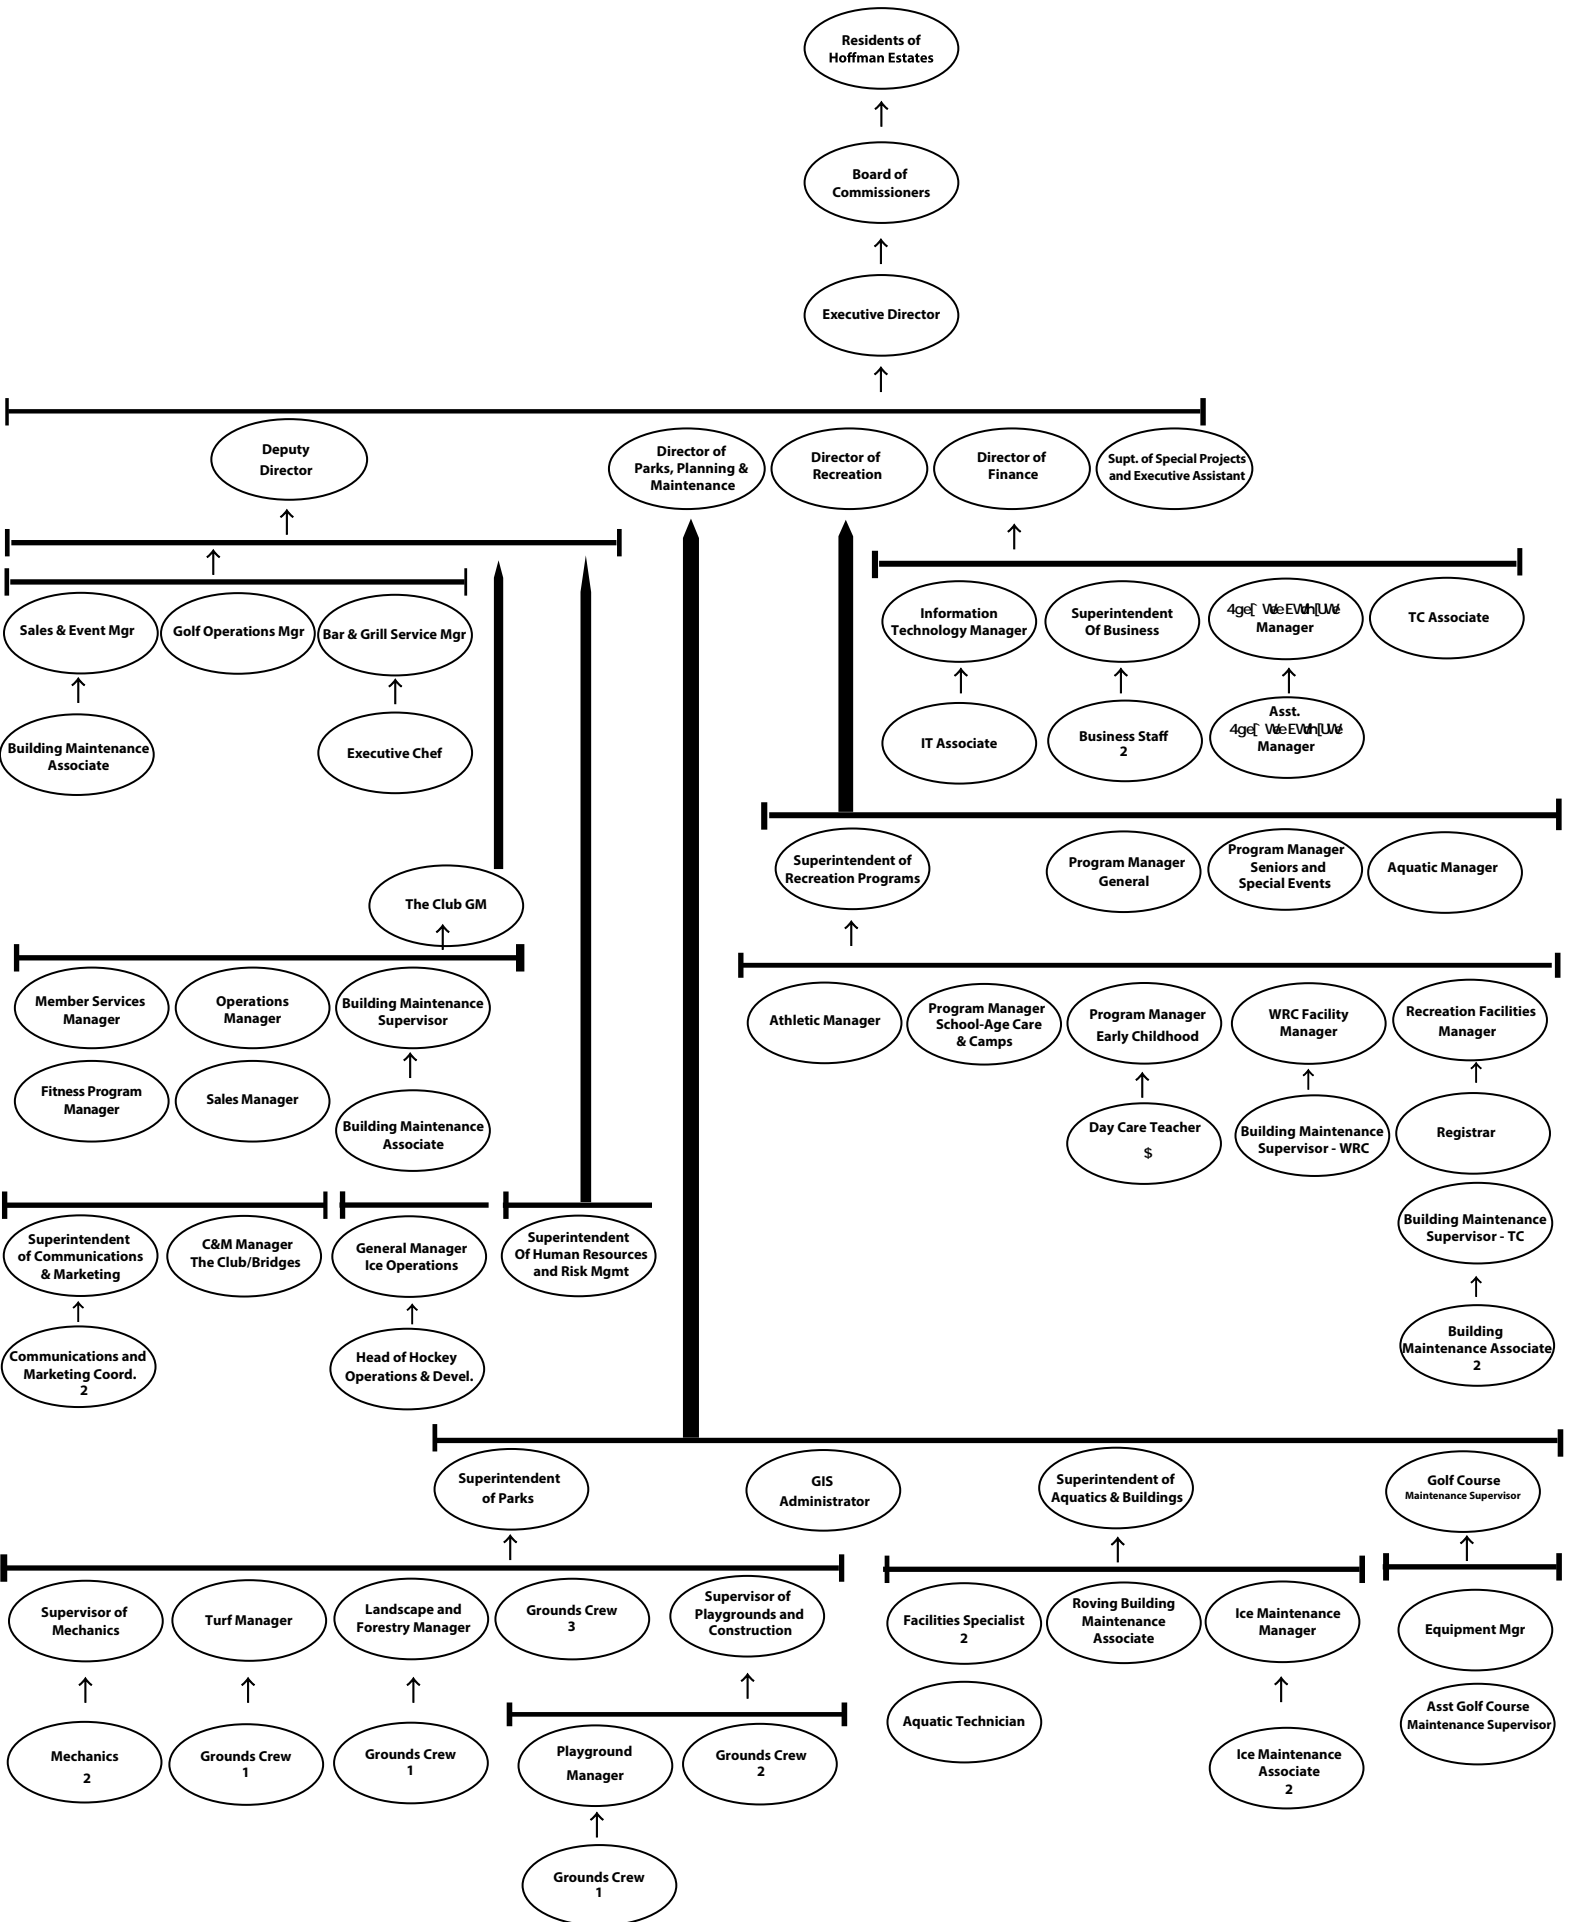 Residents of
Hoffman Estates
Board of
Commissioners
Executive Director
Deputy
Director
Director of
Parks, Planning &
Maintenance
Director of
Recreation
Director of
Finance
Supt. of Special Projects
and Executive Assistant
Sales & Event Mgr
Golf Operations Mgr
Bar & Grill Service Mgr
Building Maintenance
Associate
Executive Chef
Information
Technology Manager
Superintendent
Of Business
Manager
TC Associate
IT Associate
Business Staff
2
Asst.
Manager
Superintendent of
Recreation Programs
Program Manager
General
Program Manager
Seniors and
Special Events
Aquatic Manager
The Club GM
Member Services
Manager
Operations
Manager
Building Maintenance
Supervisor
Fitness Program
Manager
Sales Manager
Building Maintenance
Associate
Athletic Manager
Program Manager
School-Age Care
& Camps
Program Manager
Early Childhood
WRC Facility
Manager
Recreation Facilities
Manager
Day Care Teacher
$
Building Maintenance
Supervisor - WRC
Registrar
Building Maintenance
Supervisor - TC
Building
Maintenance Associate
2
Superintendent
of Communications
& Marketing
C&M Manager
The Club/Bridges
General Manager
Ice Operations
Superintendent
Of Human Resources
and Risk Mgmt
Communications and
Marketing Coord.
2
Head of Hockey
Operations & Devel.
Superintendent
of Parks
GIS
Administrator
Superintendent of
Aquatics & Buildings
Golf Course
Maintenance Supervisor
Supervisor of
Mechanics
Turf Manager
Landscape and
Forestry Manager
Grounds Crew
3
Supervisor of
Playgrounds and
Construction
Facilities Specialist
2
Roving Building
Maintenance
Associate
Ice Maintenance
Manager
Equipment Mgr
Mechanics
2
Grounds Crew
1
Grounds Crew
1
Playground
Manager
Grounds Crew
2
Aquatic Technician
Ice Maintenance
Associate
2
Asst Golf Course
Maintenance Supervisor
Grounds Crew
1